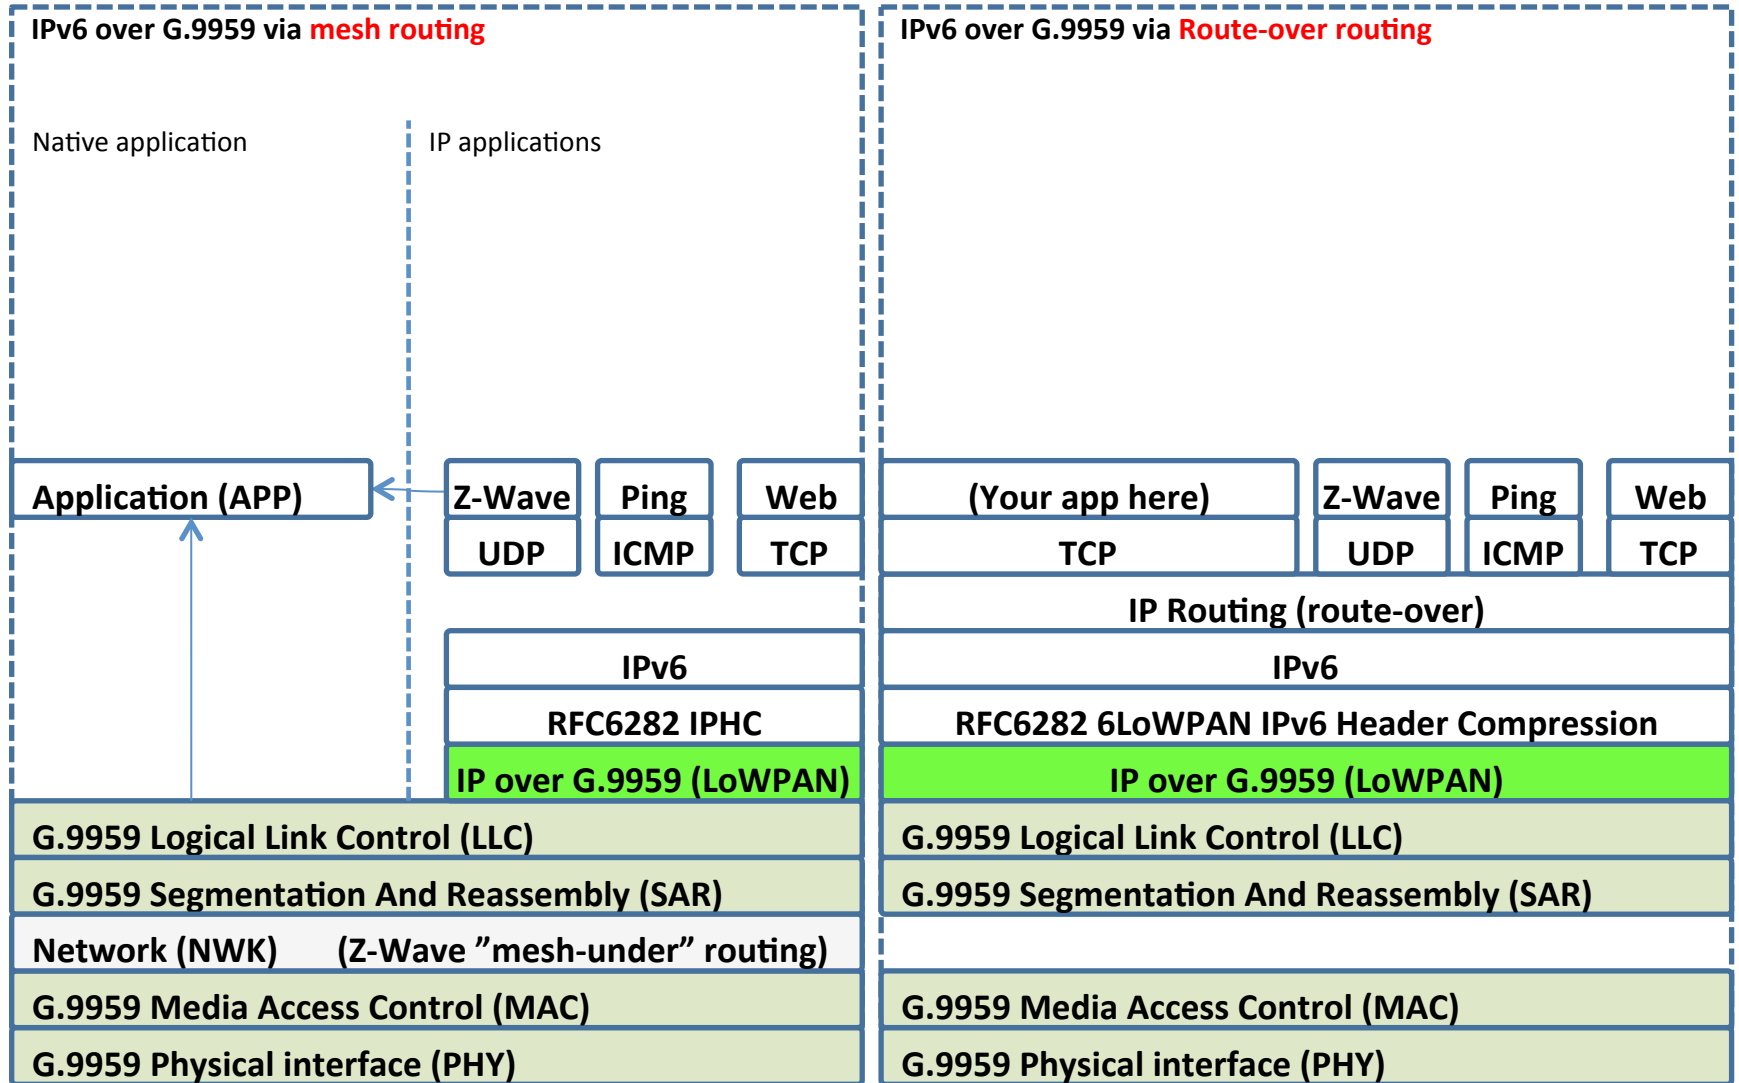 IPv6 over G.9959 via mesh routing
Native application
IP applications
Application (APP)
Z-Wave
Ping
Web
UDP
ICMP
TCP
IPv6
RFC6282 IPHC
IP over G.9959 (LoWPAN)
G.9959 Logical Link Control (LLC)
G.9959 Segmentation And Reassembly (SAR)
Network (NWK) (Z-Wave ”mesh-under” routing)
G.9959 Media Access Control (MAC)
G.9959 Physical interface (PHY)
IPv6 over G.9959 via Route-over routing
(Your app here)
Z-Wave
Ping
Web
TCP
UDP
ICMP
TCP
IP Routing (route-over)
IPv6
RFC6282 6LoWPAN IPv6 Header Compression
IP over G.9959 (LoWPAN)
G.9959 Logical Link Control (LLC)
G.9959 Segmentation And Reassembly (SAR)
G.9959 Media Access Control (MAC)
G.9959 Physical interface (PHY)